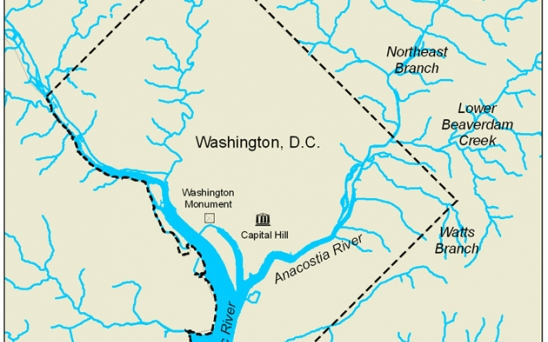 Northeast
Branch
Lower
Beaverdam
Creek
Washington, D.C.
Washington
Monument
Capital Hill
Watts
Branch
Anacostia River
River